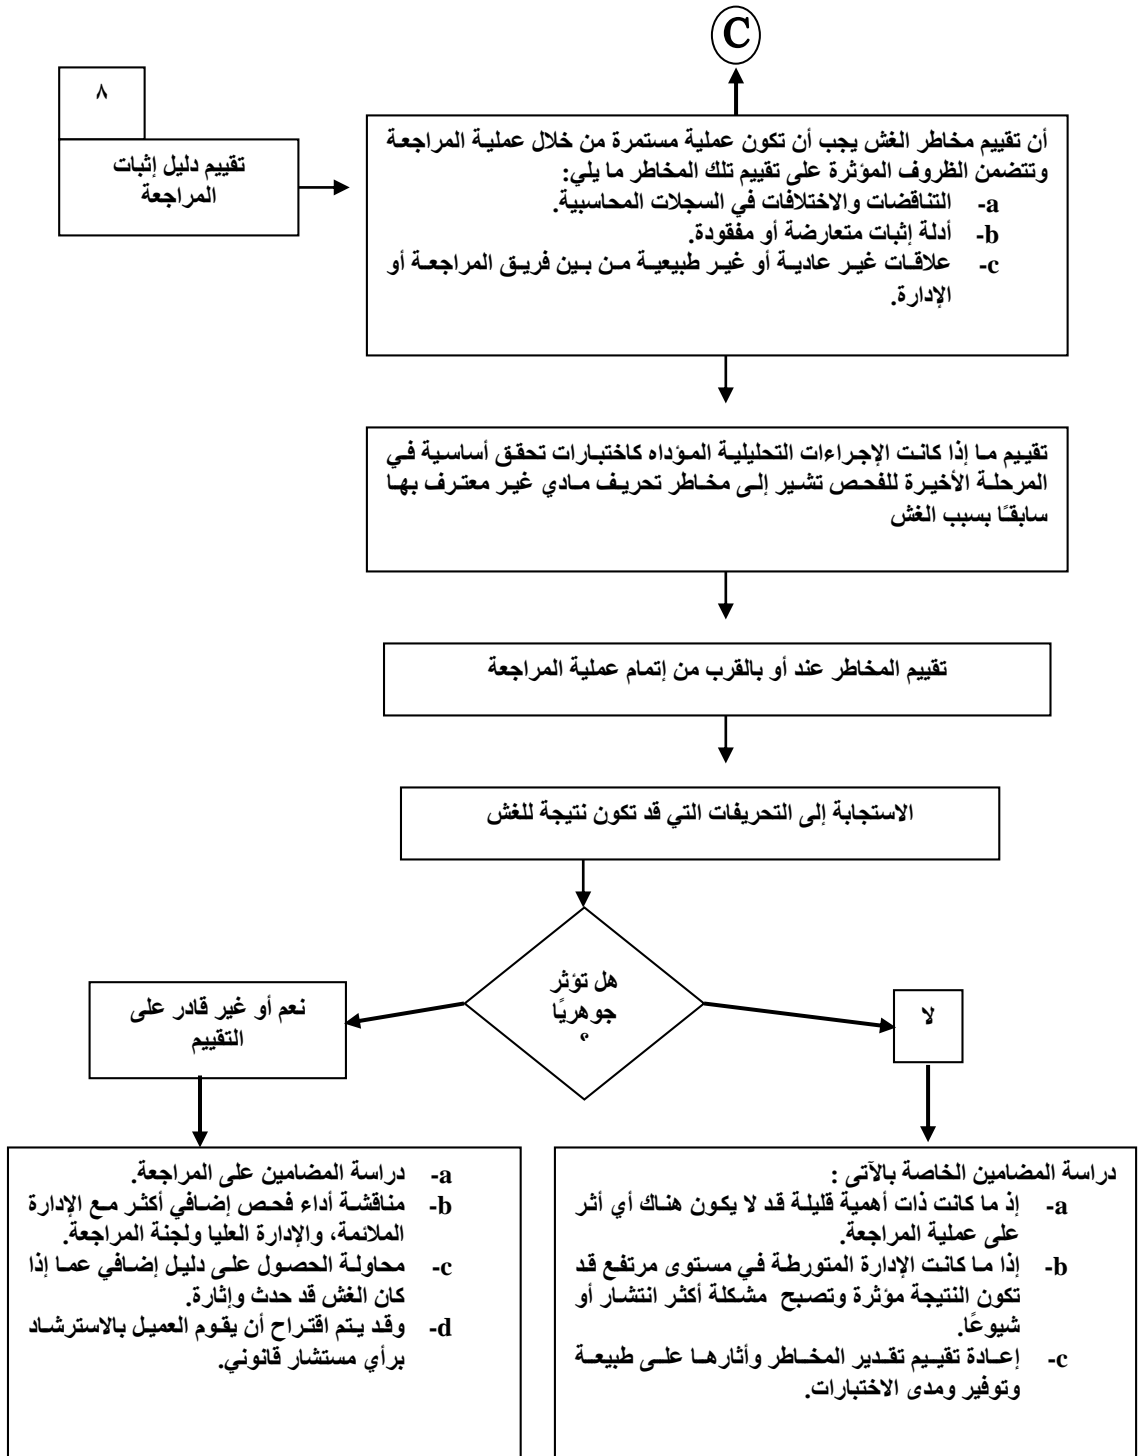 C
٨
تقييم دليل إثبات
المراجعة
أن تقييم مخاطر الغش يجب أن تكون عملية مستمرة من خلال عملية المراجعة
وتتضمن الظروف المؤثرة على تقييم تلك المخاطر ما يلي:
a- التناقضات والاختلافات في السجلات المحاسبية.
b- أدلة إثبات متعارضة أو مفقودة.
c- علاقات غير عادية أو غير طبيعية من بين فريق المراجعة أو
الإدارة.
تقييم ما إذا كانت الإجراءات التحليلية المؤداه كاختبارات تحقق أساسية في
المرحلة الأخيرة للفحص تشير إلى مخاطر تحريف مادي غير معترف بها
سابقًا بسبب الغش
تقييم المخاطر عند أو بالقرب من إتمام عملية المراجعة
الاستجابة إلى التحريفات التي قد تكون نتيجة للغش
هل تؤثر
جوهريًا
؟
لا
نعم أو غير قادر على
التقييم
دراسة المضامين الخاصة بالآتى :
a- إذ ما كانت ذات أهمية قليلة قد لا يكون هناك أي أثر
على عملية المراجعة.
b- إذا ما كانت الإدارة المتورطة في مستوى مرتفع قد
تكون النتيجة مؤثرة وتصبح مشكلة أكثر انتشار أو
شيوعًا.
c- إعادة تقييم تقدير المخاطر وأثارها على طبيعة
وتوفير ومدى الاختبارات.
a- دراسة المضامين على المراجعة.
b- مناقشة أداء فحص إضافي أكثر مع الإدارة
الملائمة، والإدارة العليا ولجنة المراجعة.
c- محاولة الحصول على دليل إضافي عما إذا
كان الغش قد حدث وإثارة.
d- وقد يتم اقتراح أن يقوم العميل بالاسترشاد
برأي مستشار قانوني.